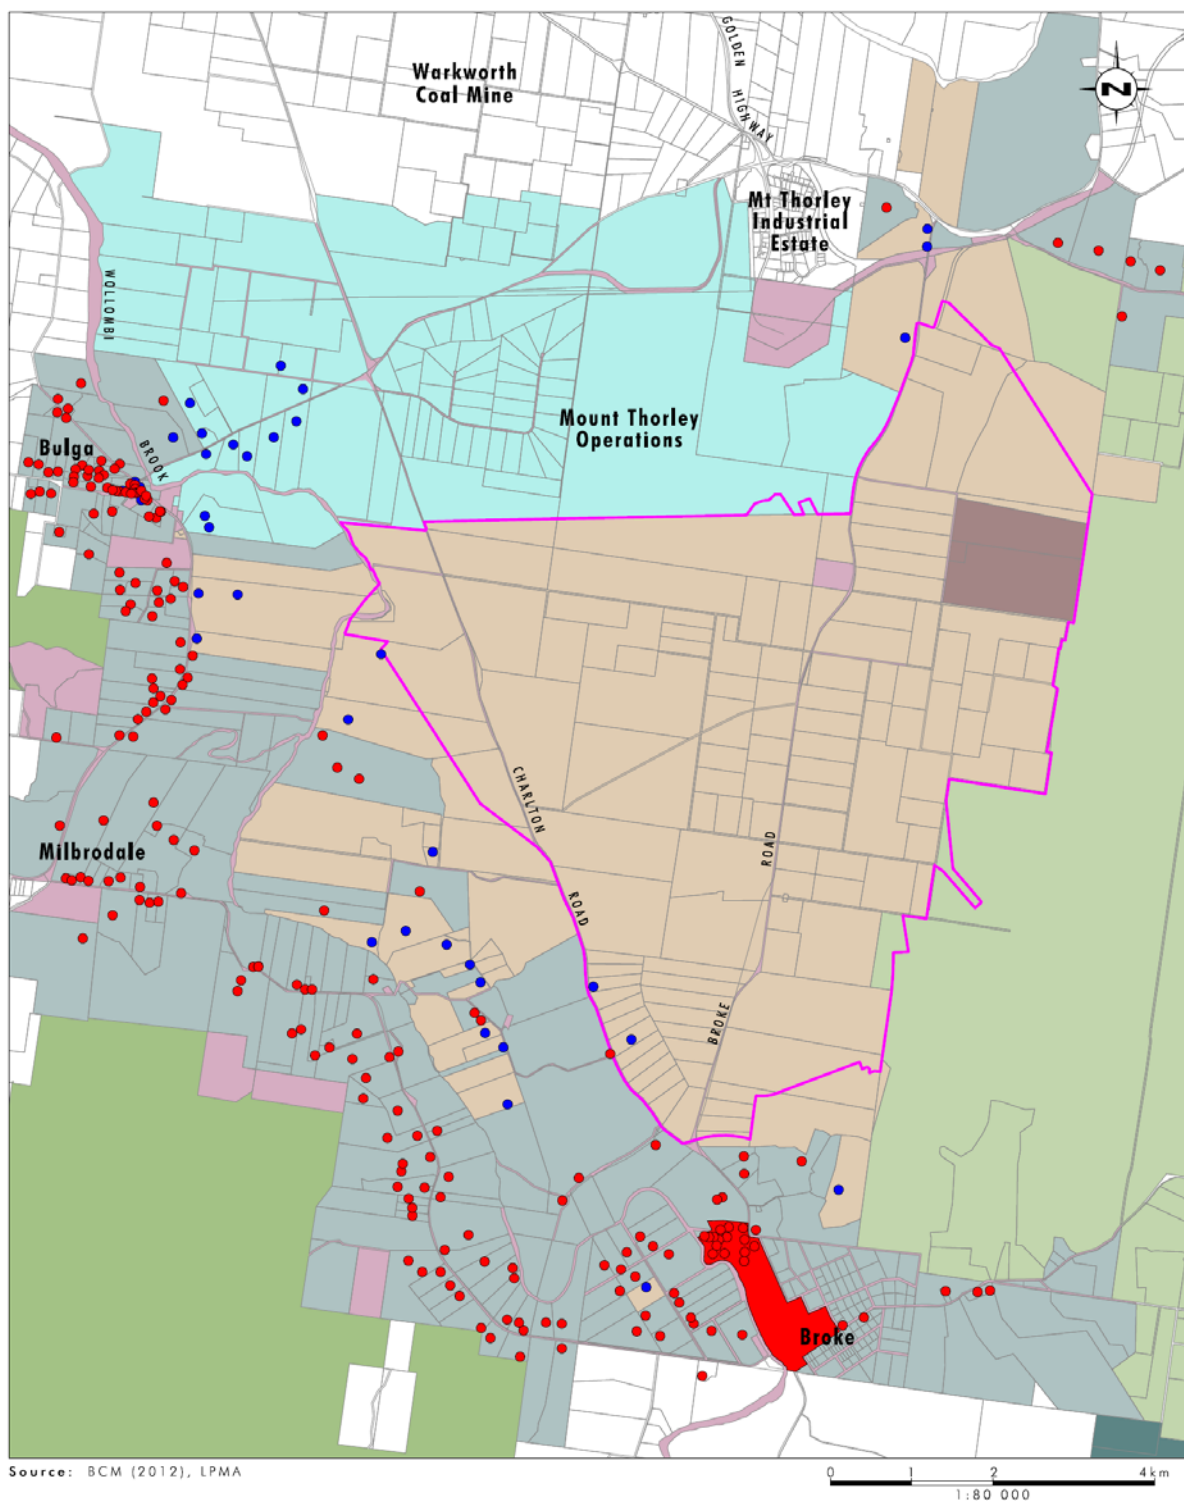 GOLDEN HIGHWAY
Warkworth
Coal Mine
N
Mt Thorley
Industrial
Estate
WOLLOMBI
BROOK
Mount Thorley
Operations
Bulga
CHARLTON
ROAD
ROAD
BROKE
Milbrodale
Broke
Source: BCM (2012), LPMA
0 1 2 4km
1:80 000